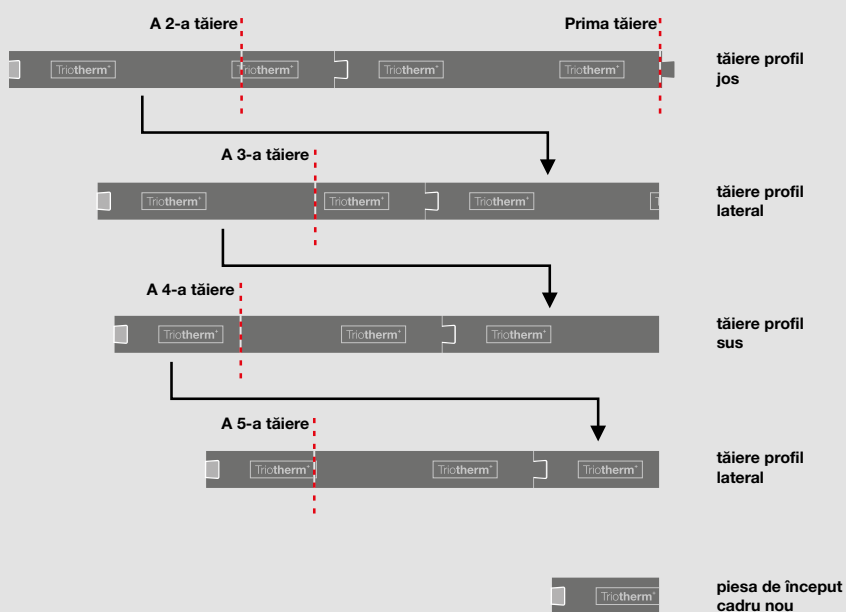 A 2-a tăiere
Prima tăiere
Triotherm+ Triotherm+ Triotherm+ Triotherm+
tăiere profil
jos
A 3-a tăiere
Triotherm+ Triotherm+ Triotherm+ T
tăiere profil
lateral
A 4-a tăiere
Triotherm+ Triotherm+ Triotherm+
tăiere profil
sus
A 5-a tăiere
Triotherm+ Triotherm+ Triotherm+
tăiere profil
lateral
Triotherm+
piesa de început
cadru nou